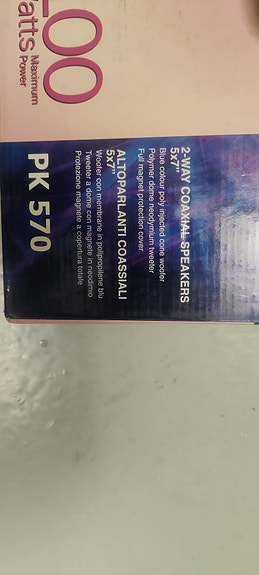 00
Watts
Maximum
Power
2-WAY COAXIAL SPEAKERS
5x7"
Blue colour poly injected cone woofer
Polymer dome neodymium tweeter
Full magnet protection cover
ALTOPARLANTI COASSIALI
5x7"
Woofer con membrane in polipropilene blu
Tweeter a dome con magnete in neodimio
Protezione magnete a copertura totale
PK 570